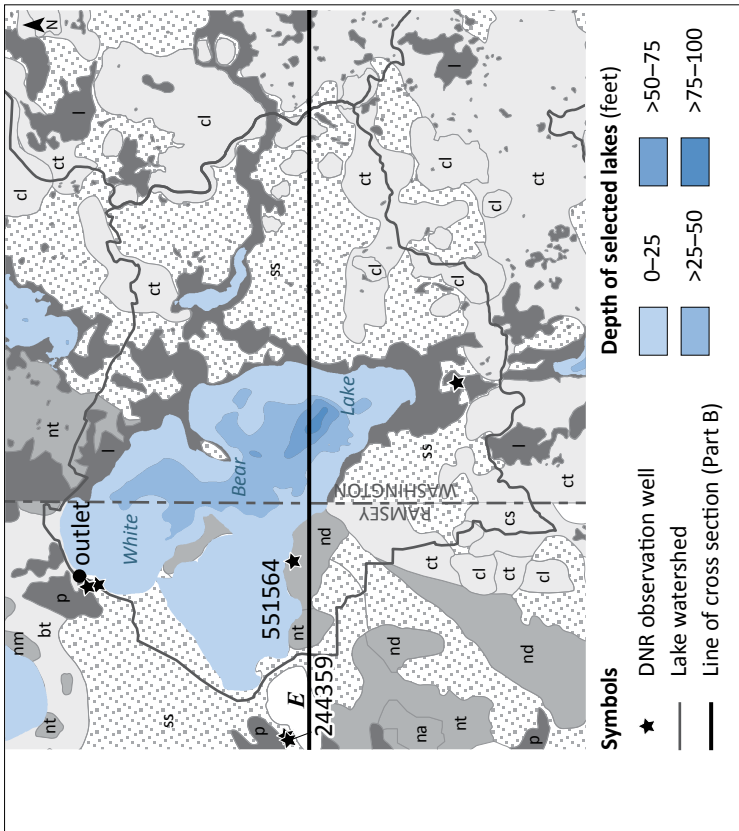 N
nm
nt
bt
p
outlet
nt
l
White
Bear
Lake
551564
ss
p
E
244359
nt
nd
RAMSEY
WASHINGTON
ss
ss
ct
cl
ct
l
cl
l
ct
cl
cl
cl
cl
ct
l
ct
cs
ct
cl
ct
cl
nd
nd
nt
na
p
Symbols
DNR observation well
Lake watershed
Line of cross section (Part B)
Depth of selected lakes (feet)
0–25
>25–50
>50–75
>75–100